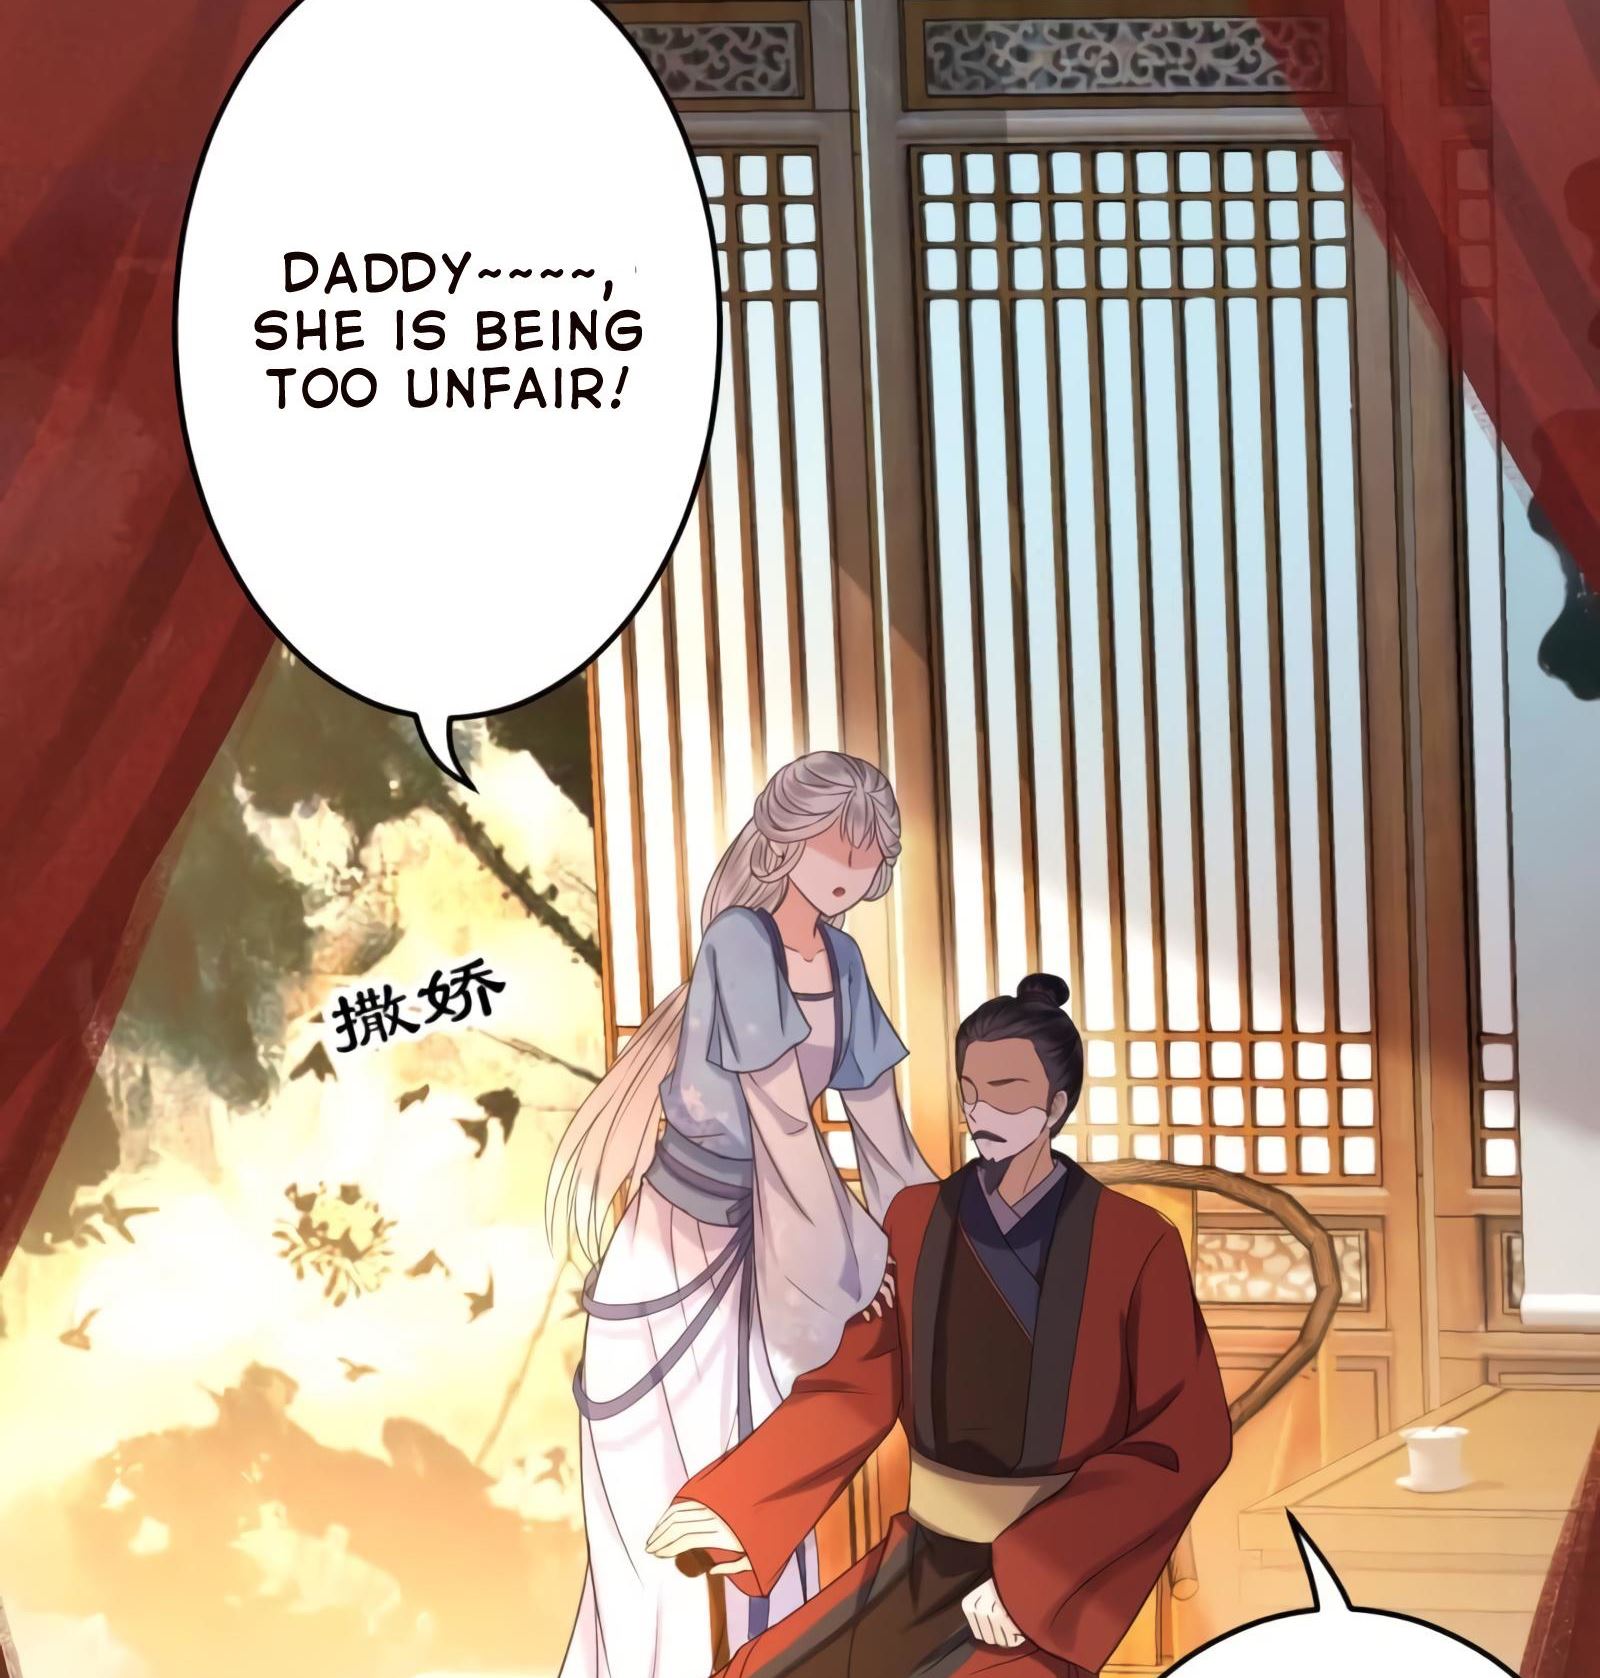 DADDY~~~~,
SHE IS BEING
TOO UNFAIR!
撒娇